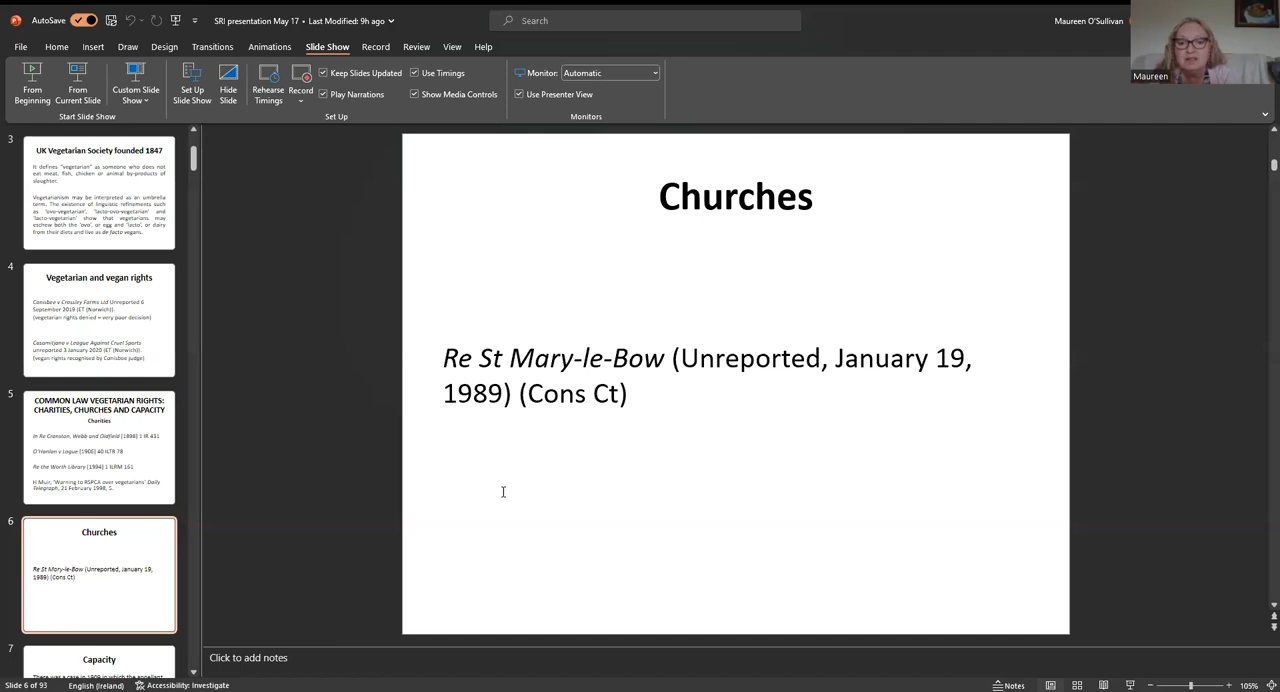 AutoSave
SRI presentation May 17 • Last Modified: 9h ago
Search
Maureen O'Sullivan
File Home Insert Draw Design Transitions Animations Slide Show Record Review View Help
From Beginning
From Current Slide
Custom Slide Show
Set Up Slide Show
Hide Slide
Rehearse Timings
Record
Keep Slides Updated
Play Narrations
Use Timings
Show Media Controls
Monitor: Automatic
Use Presenter View
Start Slide Show
Set Up
Monitors
Maureen
3
UK Vegetarian Society founded 1847
It defines "vegetarian" as someone who does not
eat meat, fish, chicken or animal by-products of
slaughter.
Vegetarianism may be interpreted as an umbrella
term. The existence of linguistic refinements such
as 'ovo-vegetarian', 'lacto-ovo-vegetarian' and
'lacto-vegetarian' show that vegetarians may
eschew both the 'ovo', or egg and 'lacto', or dairy
from their diets and live as de facto vegans.
4
Vegetarian and vegan rights
Conisbee v Crossley Farms Ltd Unreported 6
September 2019 (ET (Norwich)).
(vegetarian rights denied = very poor decision)
Casamitjana v League Against Cruel Sports
unreported 3 January 2020 (ET (Norwich)).
(vegan rights recognised by Conisbee judge)
5
COMMON LAW VEGETARIAN RIGHTS:
CHARITIES, CHURCHES AND CAPACITY
Charities
In Re Cranston, Webb and Oldfield [1898] 1 IR 431
O'Hanlon v Logue [1906] 40 ILTR 78
Re the Worth Library [1994] 1 ILRM 161
H Muir, 'Warning to RSPCA over vegetarians' Daily
Telegraph, 21 February 1998, 5.
6
Churches
Re St Mary-le-Bow (Unreported, January 19,
1989) (Cons Ct)
7
Capacity
There was a case in 1909 in which the appellant
Churches
Re St Mary-le-Bow (Unreported, January 19,
1989) (Cons Ct)
Click to add notes
Slide 6 of 93
English (Ireland)
Accessibility: Investigate
Notes
105%